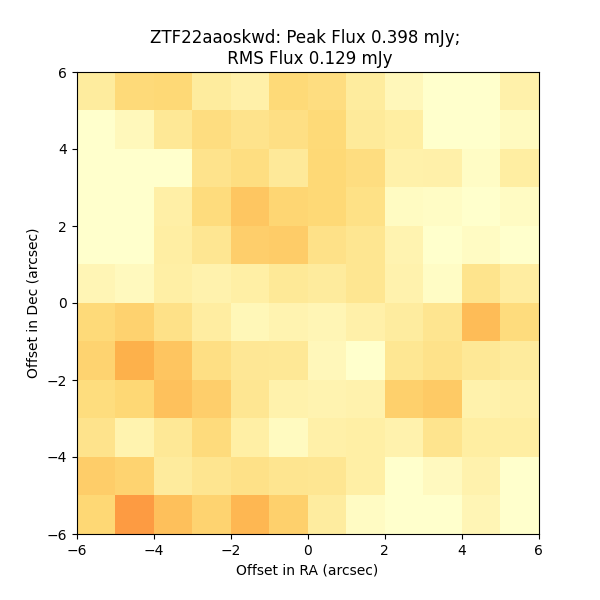 ZTF22aaoskwd: Peak Flux 0.398 mJy;
RMS Flux 0.129 mJy
6
4
2
0
−2
−4
−6
Offset in Dec (arcsec)
−6 −4 −2 0 2 4 6
Offset in RA (arcsec)